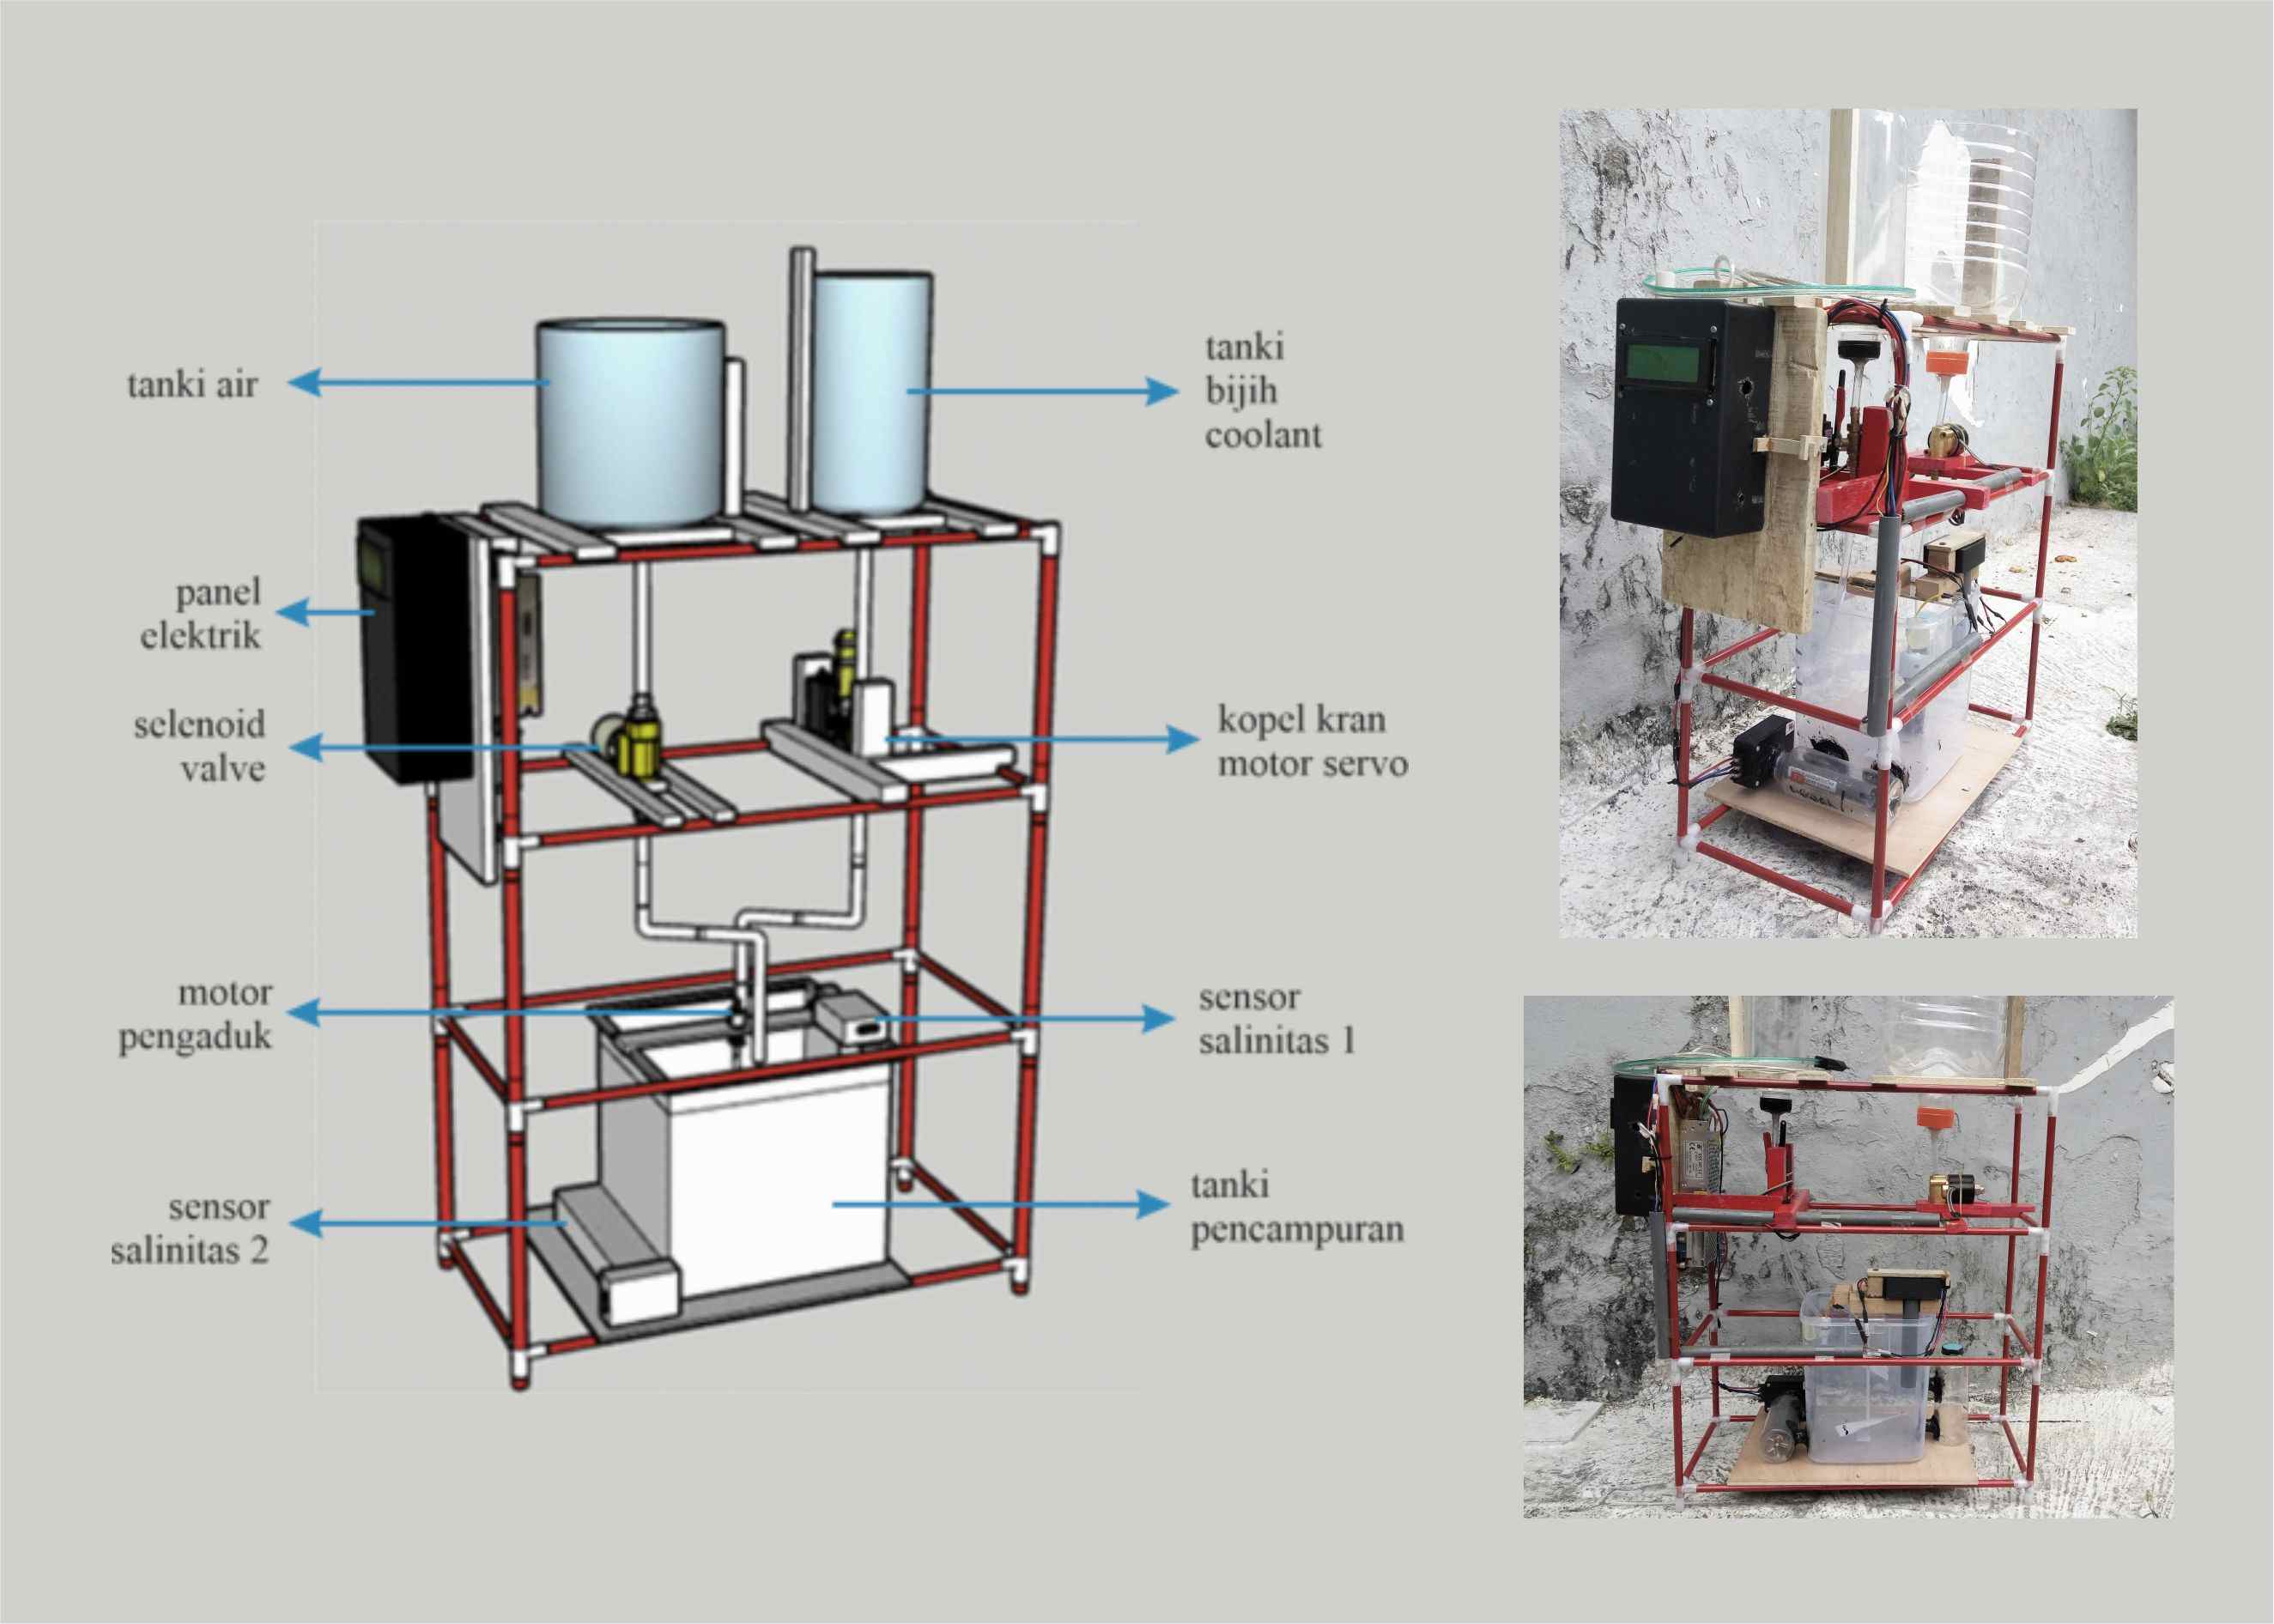 tanki air
panel
elektrik
selenoid
valve
motor
pengaduk
sensor
salinitas 2
tanki
bijih
coolant
kopel kran
motor servo
sensor
salinitas 1
tanki
pencampuran